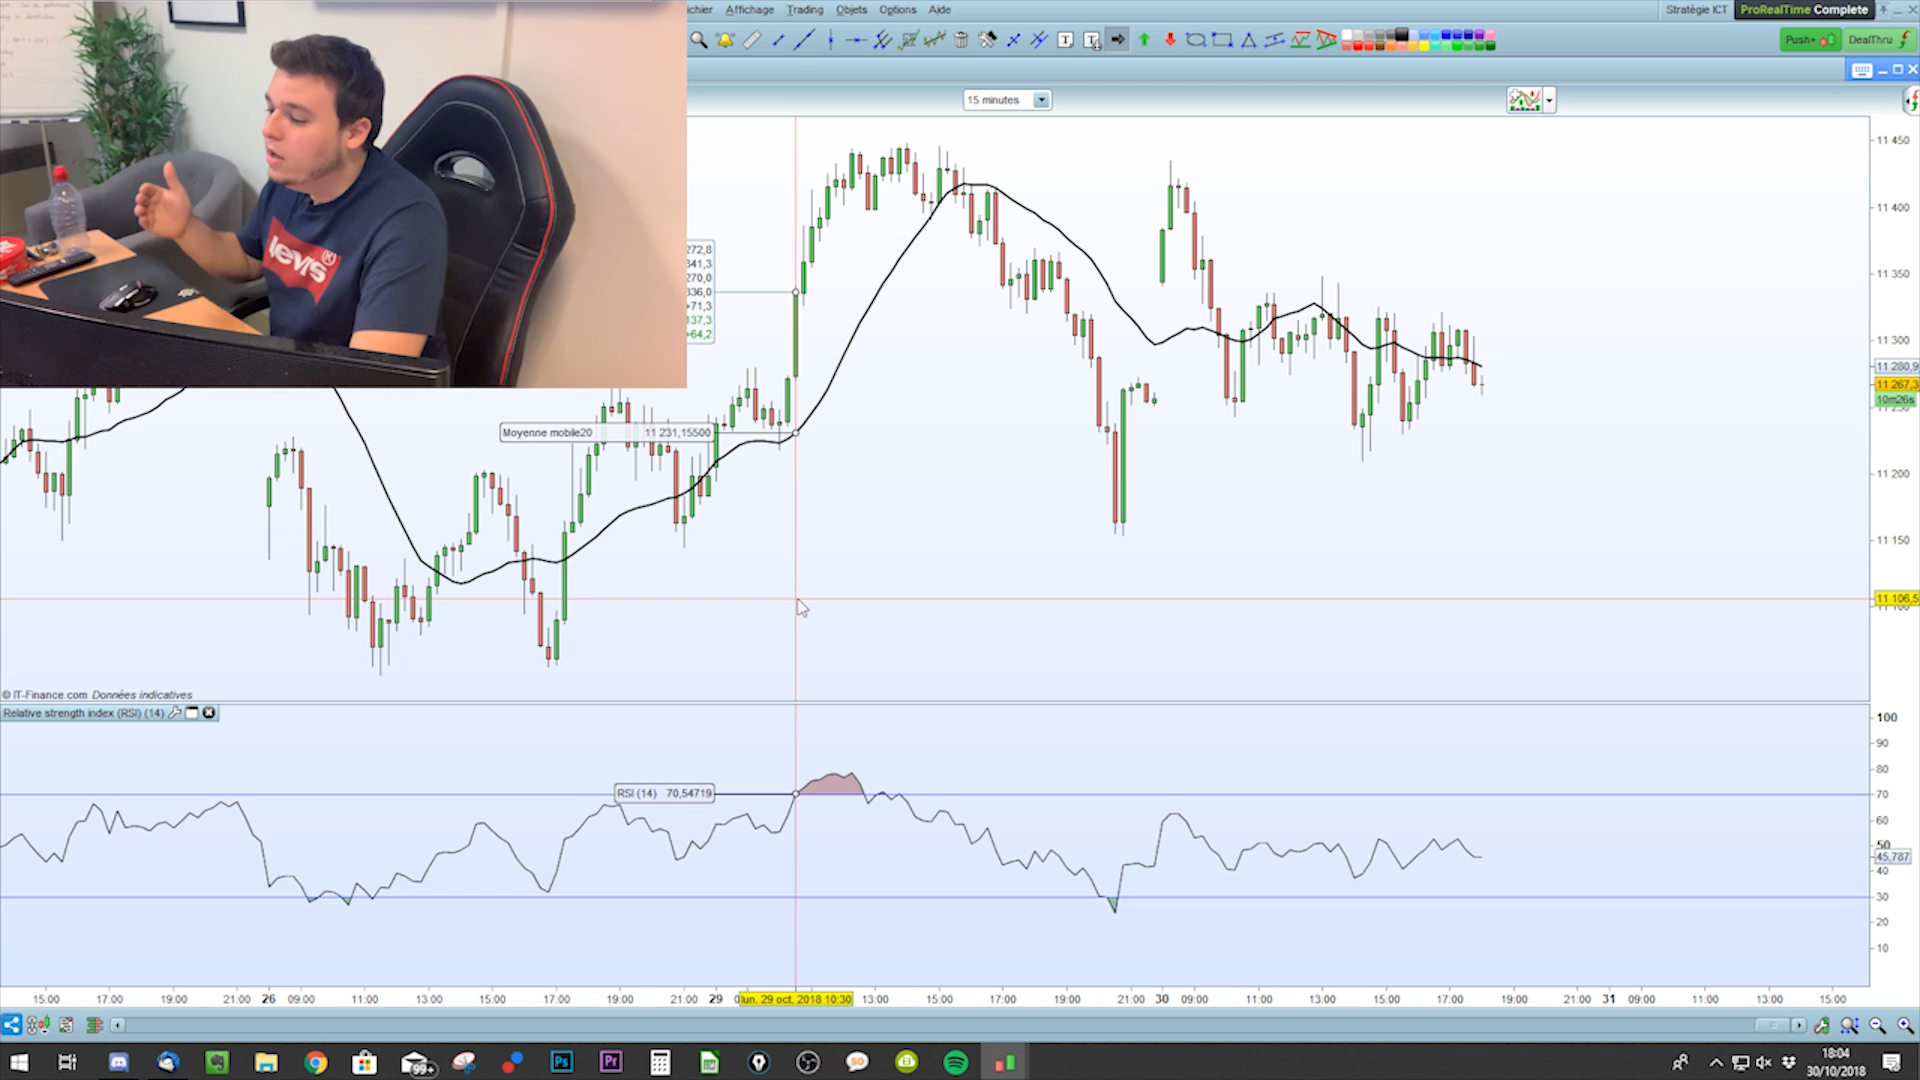 chier Affichage Trading Objets Options Aide
Stratégie ICT ProRealTime Complete
Push+ DealThru
15 minutes
LEVI'S
272,8
341,3
270,0
336,0
+71,3
137,3
+64,2
Moyenne mobile20 11 231,15500
11 450
11 400
11 350
11 300
11 280,9
11 267,3
10m26s
11 200
11 150
11 106,5
© IT-Finance.com Données indicatives
Relative strength index (RSI) (14)
RSI (14) 70,54719
100
90
80
70
60
50
45,787
40
30
20
10
15:00 17:00 19:00 21:00 26 09:00 11:00 13:00 15:00 17:00 19:00 21:00 29 lun. 29 oct. 2018 10:30 13:00 15:00 17:00 19:00 21:00 30 09:00 11:00 13:00 15:00 17:00 19:00 21:00 31 09:00 11:00 13:00 15:00
99+
Ps
Pr
18:04
30/10/2018